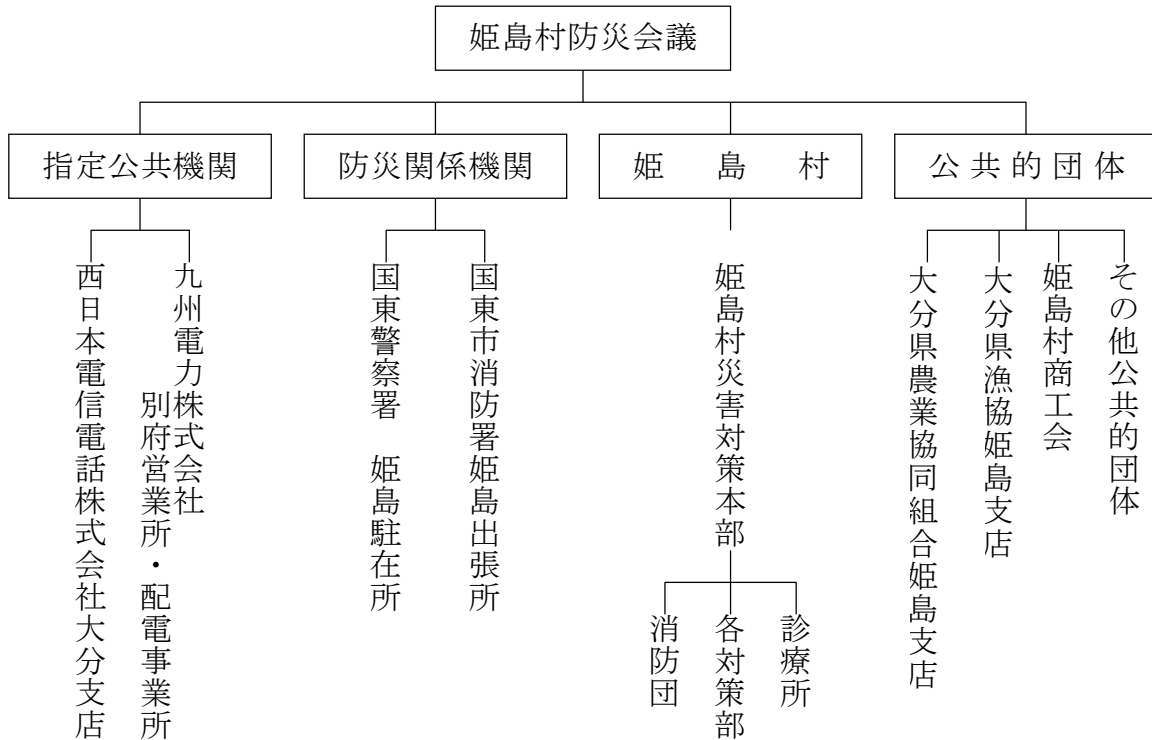 姫島村防災会議
指定公共機関
防災関係機関
姫島村
公共的団体
西日本電信電話株式会社大分支店
九州電力株式会社
別府営業所・配電事業所
国東警察署 姫島駐在所
国東市消防署姫島出張所
姫島村災害対策本部
消防団
各対策部
診療所
大分県農業協同組合姫島支店
大分県漁協姫島支店
姫島村商工会
その他公共的団体